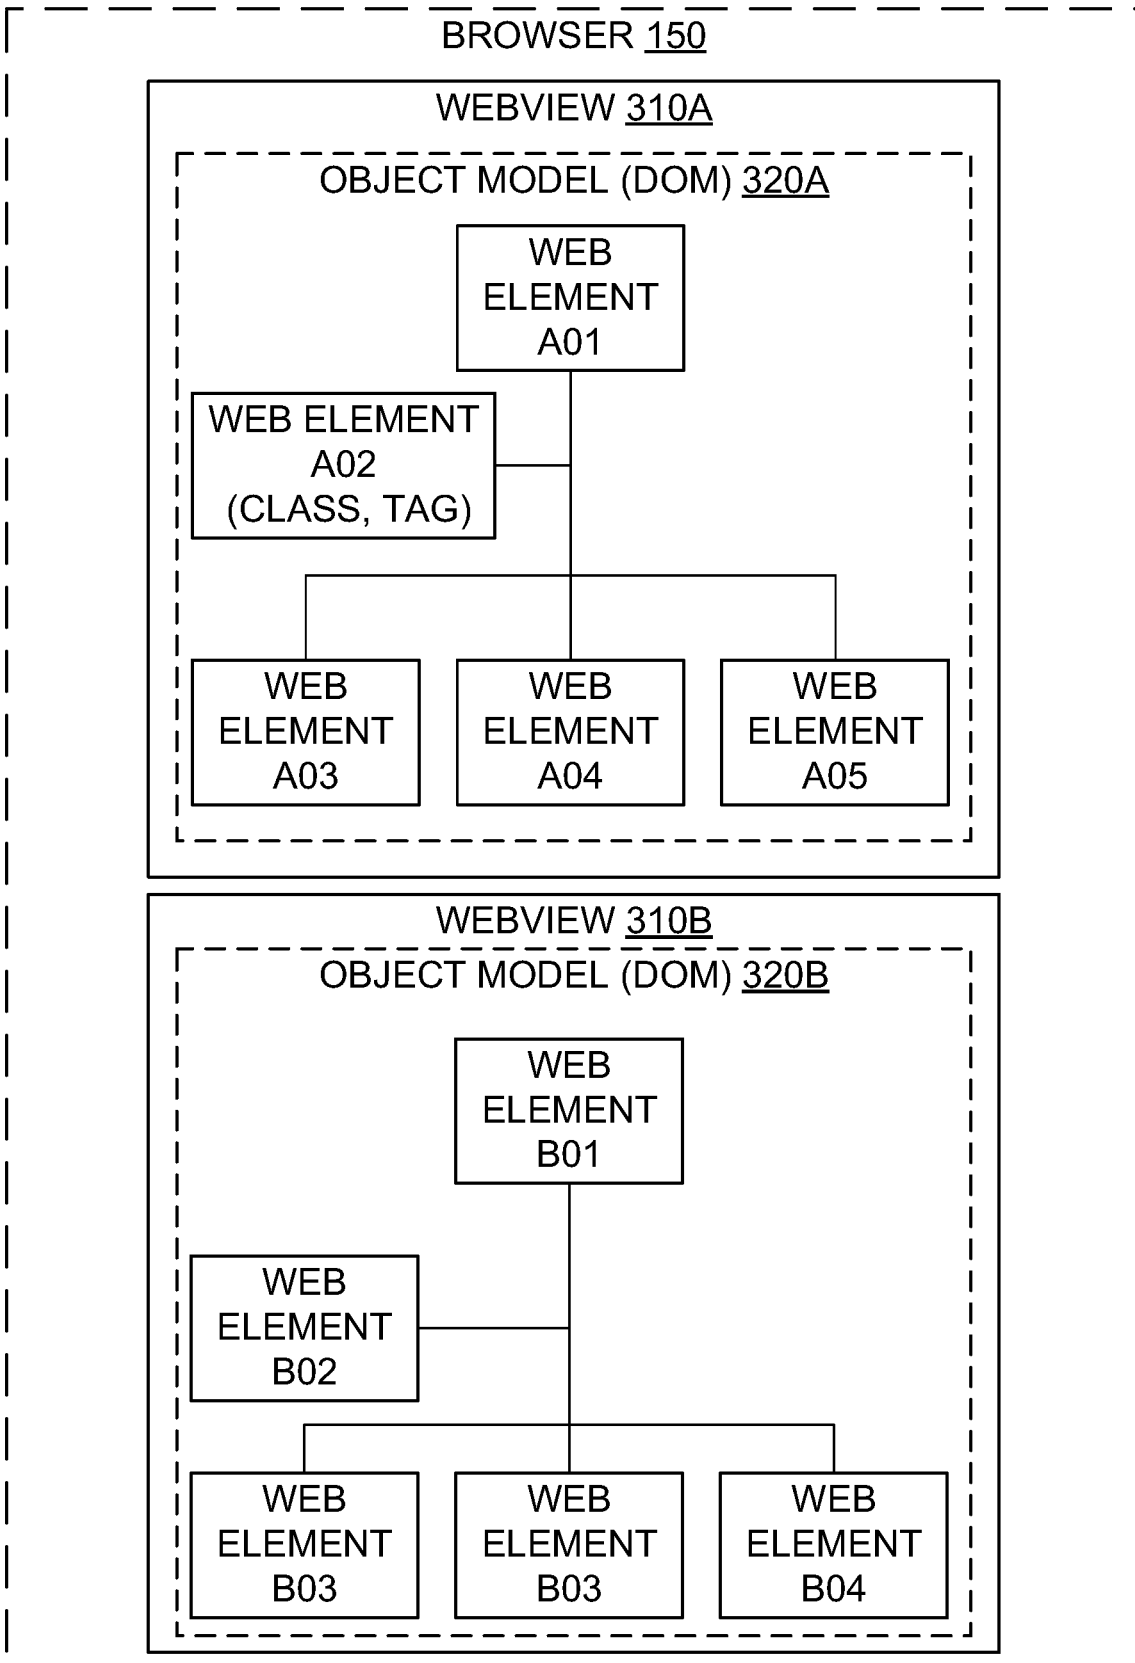 BROWSER 150
WEBVIEW 310A
OBJECT MODEL (DOM) 320A
WEB
ELEMENT
A01
WEB ELEMENT
A02
(CLASS, TAG)
WEB
ELEMENT
A03
WEB
ELEMENT
A04
WEB
ELEMENT
A05
WEBVIEW 310B
OBJECT MODEL (DOM) 320B
WEB
ELEMENT
B01
WEB
ELEMENT
B02
WEB
ELEMENT
B03
WEB
ELEMENT
B03
WEB
ELEMENT
B04